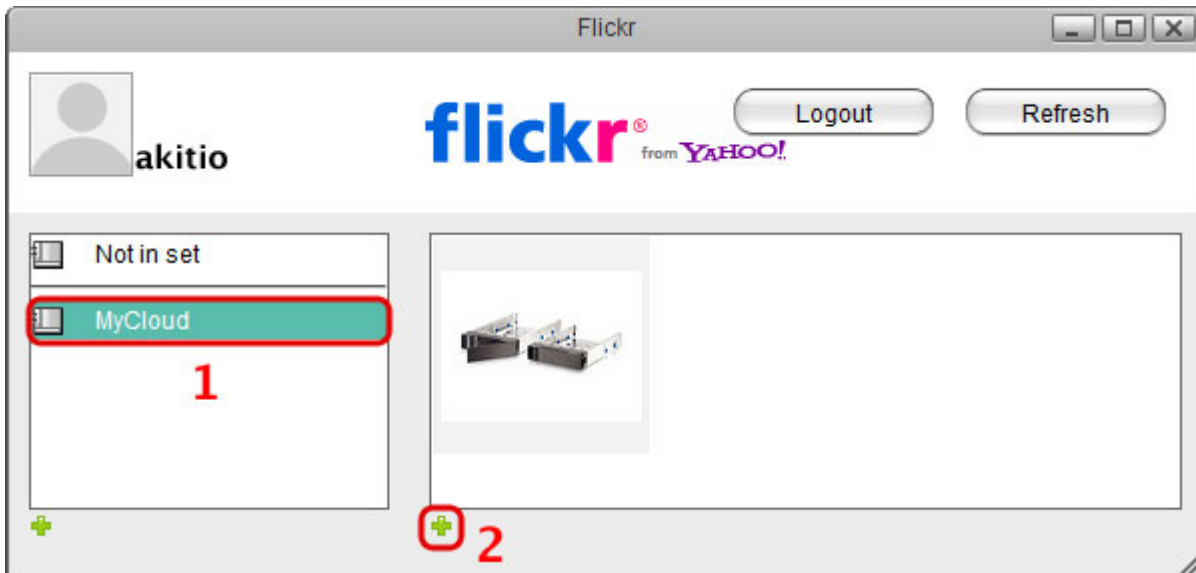 Flickr
akitio
flickr® from YAHOO!
Logout
Refresh
Not in set
MyCloud
1
2